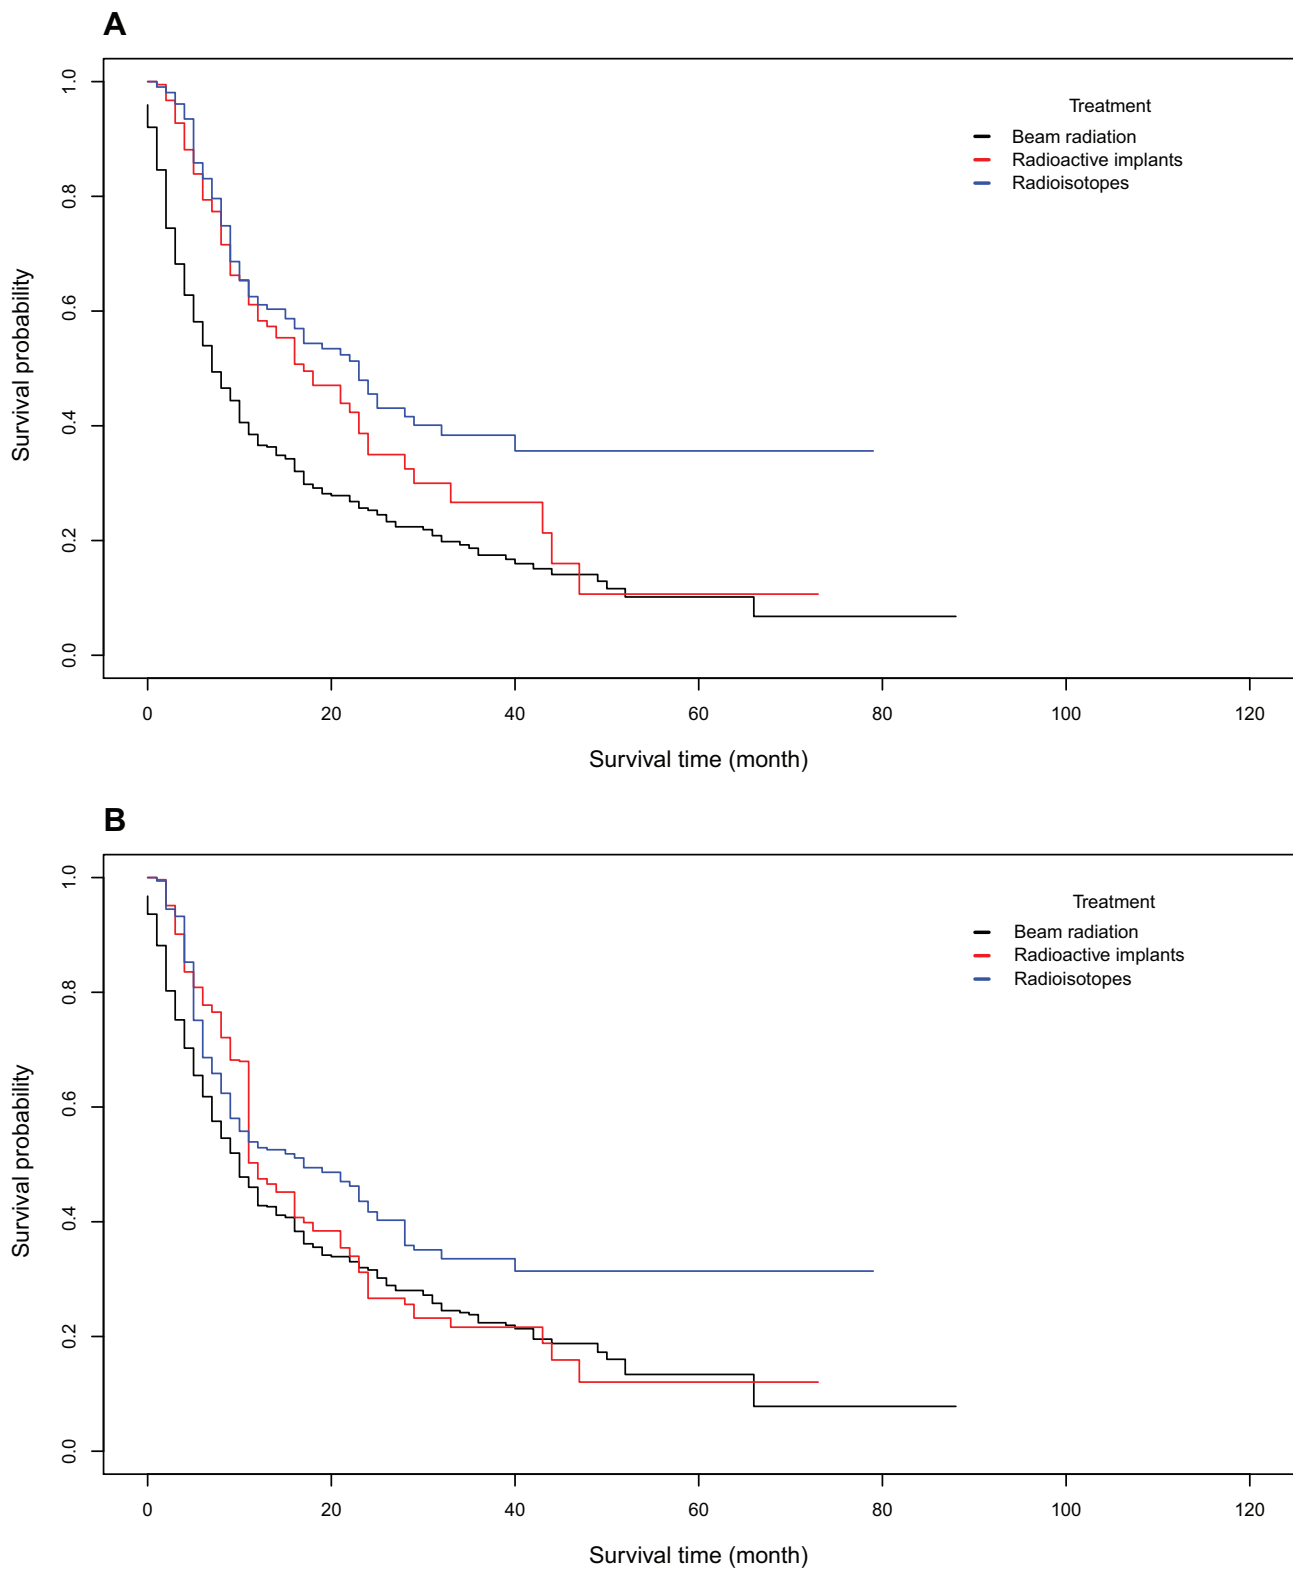 A
Survival probability
1.0
0.8
0.6
0.4
0.2
0.0
Treatment
Beam radiation
Radioactive implants
Radioisotopes
0 20 40 60 80 100 120
Survival time (month)
B
Survival probability
1.0
0.8
0.6
0.4
0.2
0.0
Treatment
Beam radiation
Radioactive implants
Radioisotopes
0 20 40 60 80 100 120
Survival time (month)